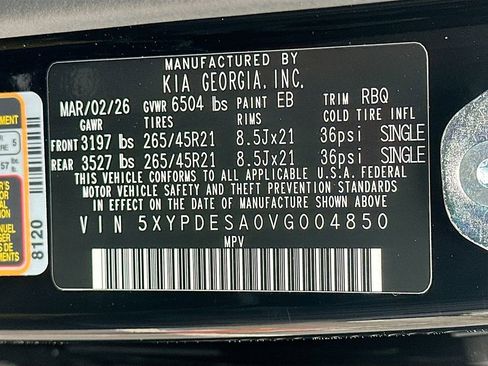 MANUFACTURED BY
KIA GEORGIA, INC.
MAR/02/26 GVWR 6504 lbs PAINT EB TRIM RBQ
GAWR TIRES RIMS COLD TIRE INFL
FRONT 3197 lbs 265/45R21 8.5Jx21 36psi SINGLE
REAR 3527 lbs 265/45R21 8.5Jx21 36psi SINGLE
THIS VEHICLE CONFORMS TO ALL APPLICABLE U.S.A. FEDERAL
MOTOR VEHICLE SAFETY AND THEFT PREVENTION STANDARDS
IN EFFECT ON THE DATE OF MANUFACTURE SHOWN ABOVE
VIN 5XYPDESA0VG004850
MPV
8120